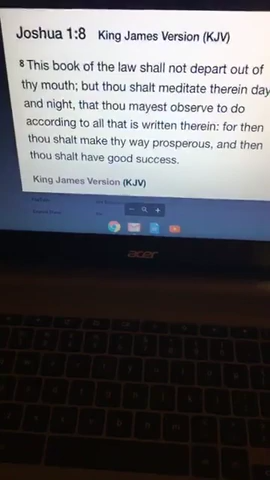 Joshua 1:8 King James Version (KJV)
8 This book of the law shall not depart out of
thy mouth; but thou shalt meditate therein day
and night, that thou mayest observe to do
according to all that is written therein: for then
thou shalt make thy way prosperous, and then
thou shalt have good success.
King James Version (KJV)
acer